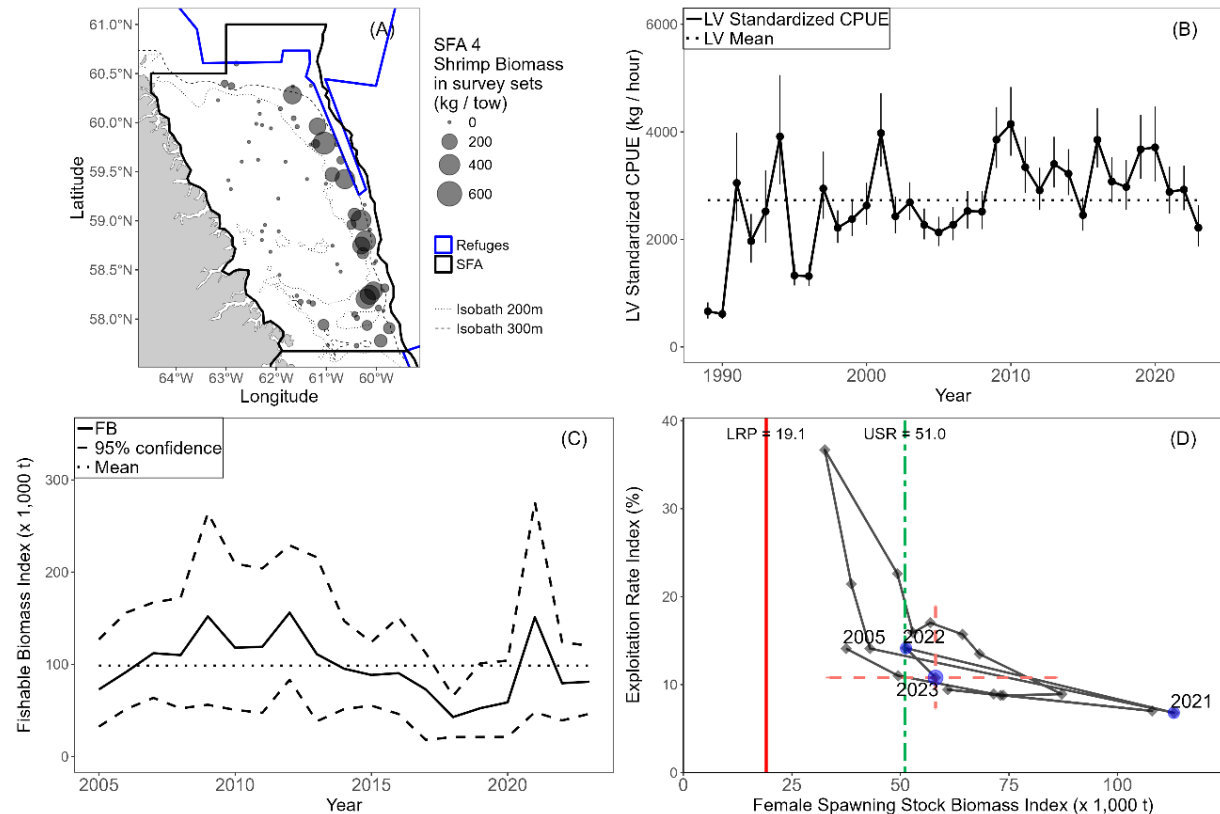 61.0°N
60.5°N
60.0°N
59.5°N
59.0°N
58.5°N
58.0°N
Latitude
64°W 63°W 62°W 61°W 60°W
Longitude
(A)
SFA 4
Shrimp Biomass
in survey sets
(kg / tow)
0
200
400
600
Refuges
SFA
Isobath 200m
Isobath 300m
LV Standardized CPUE
LV Mean
(B)
6000
4000
2000
0
LV Standardized CPUE (kg / hour)
1990 2000 2010 2020
Year
FB
95% confidence
Mean
(C)
300
200
100
0
Fishable Biomass Index (x 1,000 t)
2005 2010 2015 2020
Year
40
30
20
10
0
Exploitation Rate Index (%)
LRP = 19.1 USR = 51.0
(D)
2005 2022
2023
2021
0 25 50 75 100
Female Spawning Stock Biomass Index (x 1,000 t)